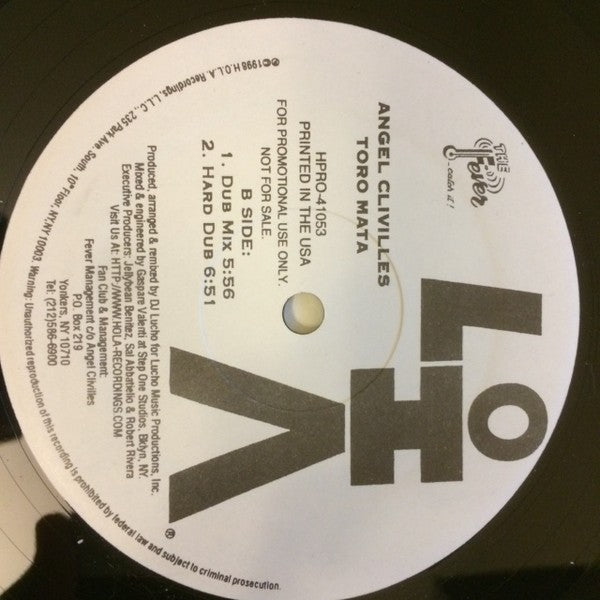 THE
Fever
...catch it!
ANGEL CLIVILLES
TORO MATA
HOLA
HPRO-41053
PRINTED IN THE USA
FOR PROMOTIONAL USE ONLY.
NOT FOR SALE.
B SIDE:
1. DUB MIX 5:56
2. HARD DUB 6:51
Produced, arranged & remixed by DJ Lucho for Lucho Music Productions, Inc.
Mixed & engineered by Gaspare Valenti at Step One Studios, Bklyn, NY.
Executive Producers: Jellybean Benitez, Sal Abbatiello & Robert Rivera
Visit Us At: HTTP://WWW.HOLA-RECORDINGS.COM
Fan Club & Management:
Fever Management c/o Angel Clivilles
PO Box 219
Yonkers, NY 10710
Tel: (212)586-6900
℗©1998 H.O.L.A. Recordings, L.L.C., 235 Park Ave. South, 10th Floor, NY, NY 10003. Warning: Unauthorized reproduction of this recording is prohibited by federal law and subject to criminal prosecution.
℗